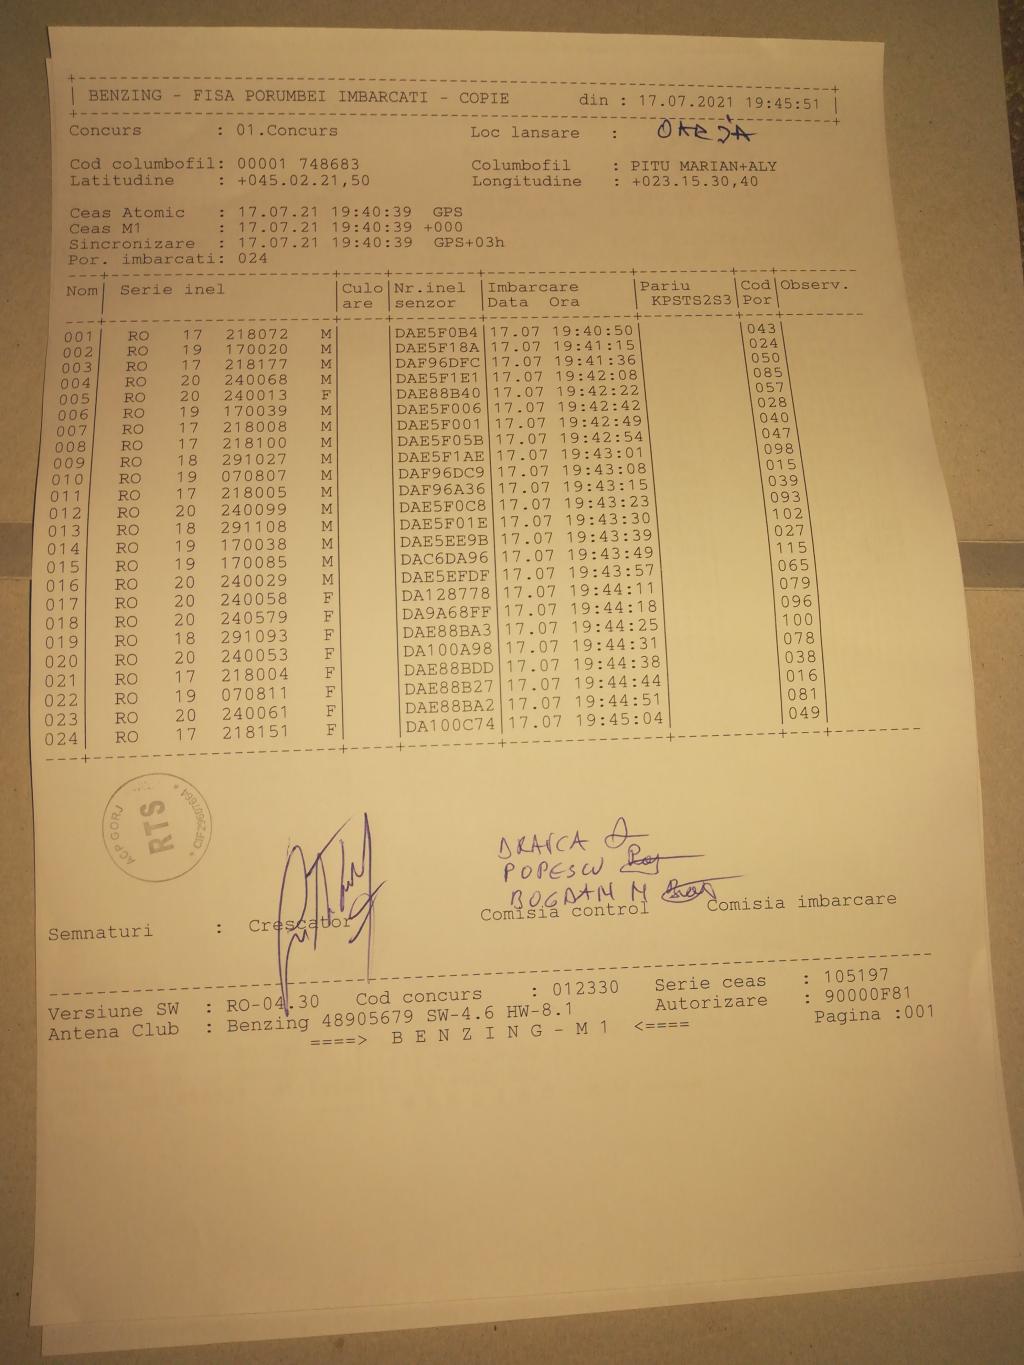 BENZING - FISA PORUMBEI IMBARCATI - COPIE din : 17.07.2021 19:45:51
Concurs : 01.Concurs Loc lansare : OARJA
Cod columbofil: 00001 748683 Columbofil : PITU MARIAN+ALY
Latitudine : +045.02.21,50 Longitudine : +023.15.30,40
Ceas Atomic : 17.07.21 19:40:39 GPS
Ceas M1 : 17.07.21 19:40:39 +000
Sincronizare : 17.07.21 19:40:39 GPS+03h
Por. imbarcati: 024
Nom Serie inel Culo Nr.inel Imbarcare Pariu Cod Observ.
are senzor Data Ora KPSTS2S3 Por
001 RO 17 218072 M DAE5F0B4 17.07 19:40:50 043
002 RO 19 170020 M DAE5F18A 17.07 19:41:15 024
003 RO 17 218177 M DAF96DFC 17.07 19:41:36 050
004 RO 20 240068 M DAE5F1E1 17.07 19:42:08 085
005 RO 20 240013 F DAE88B40 17.07 19:42:22 057
006 RO 19 170039 M DAE5F006 17.07 19:42:42 028
007 RO 17 218008 M DAE5F001 17.07 19:42:49 040
008 RO 17 218100 M DAE5F05B 17.07 19:42:54 047
009 RO 18 291027 M DAE5F1AE 17.07 19:43:01 098
010 RO 19 070807 M DAF96DC9 17.07 19:43:08 015
011 RO 17 218005 M DAF96A36 17.07 19:43:15 039
012 RO 20 240099 M DAE5F0C8 17.07 19:43:23 093
013 RO 18 291108 M DAE5F01E 17.07 19:43:30 102
014 RO 19 170038 M DAE5EE9B 17.07 19:43:39 027
015 RO 19 170085 M DAC6DA96 17.07 19:43:49 115
016 RO 20 240029 M DAE5EFDF 17.07 19:43:57 065
017 RO 20 240058 F DA128778 17.07 19:44:11 079
018 RO 20 240579 F DA9A68FF 17.07 19:44:18 096
019 RO 18 291093 F DAE88BA3 17.07 19:44:25 100
020 RO 20 240053 F DA100A98 17.07 19:44:31 078
021 RO 17 218004 F DAE88BDD 17.07 19:44:38 038
022 RO 19 070811 F DAE88B27 17.07 19:44:44 016
023 RO 20 240061 F DAE88BA2 17.07 19:44:51 081
024 RO 17 218151 F DA100C74 17.07 19:45:04 049
ACP GORJ
RTS
POPESCU
BOGDAN M
Semnaturi : Crescator Comisia control Comisia imbarcare
Versiune SW : RO-04.30 Cod concurs : 012330 Serie ceas : 105197
Antena Club : Benzing 48905679 SW-4.6 HW-8.1 Autorizare : 90000F81
====> B E N Z I N G - M 1 <==== Pagina :001